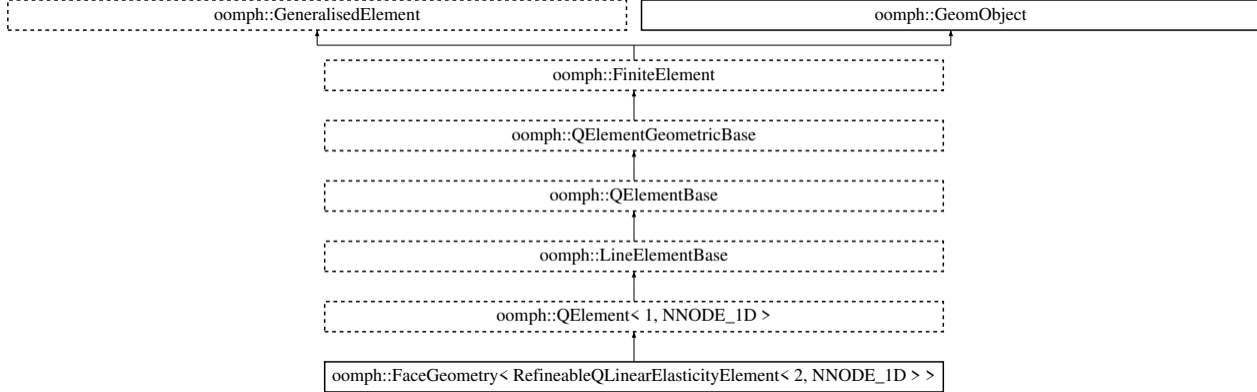 oomph::GeneralisedElement
oomph::GeomObject
oomph::FiniteElement
oomph::QElementGeometricBase
oomph::QElementBase
oomph::LineElementBase
oomph::QElement< 1, NNODE_1D >
oomph::FaceGeometry< RefineableQLinearElasticityElement< 2, NNODE_1D > >